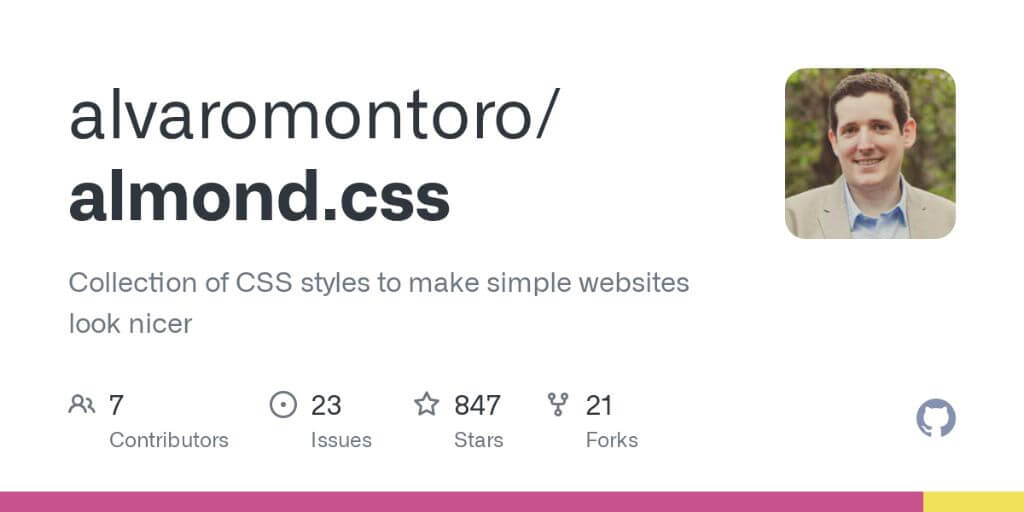 alvaromontoro/
almond.css
Collection of CSS styles to make simple websites
look nicer
7
Contributors
23
Issues
847
Stars
21
Forks